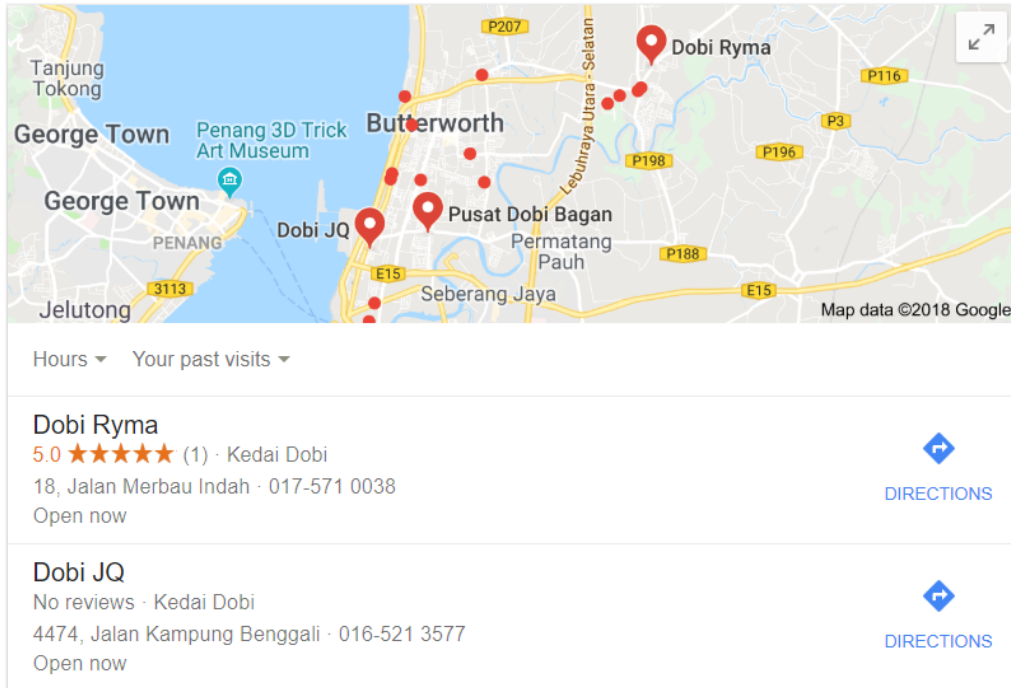 P207
Dobi Ryma
Tanjung
Tokong
P116
Lebuhraya Utara - Selatan
George Town
Penang 3D Trick
Art Museum
Butterworth
P3
P198
P196
George Town
Pusat Dobi Bagan
Dobi JQ
PENANG
Permatang
Pauh
P188
E15
3113
Seberang Jaya
E15
Jelutong
Map data ©2018 Google
Hours
Your past visits
Dobi Ryma
5.0 ★★★★★ (1) · Kedai Dobi
18, Jalan Merbau Indah · 017-571 0038
DIRECTIONS
Open now
Dobi JQ
No reviews · Kedai Dobi
4474, Jalan Kampung Benggali · 016-521 3577
DIRECTIONS
Open now